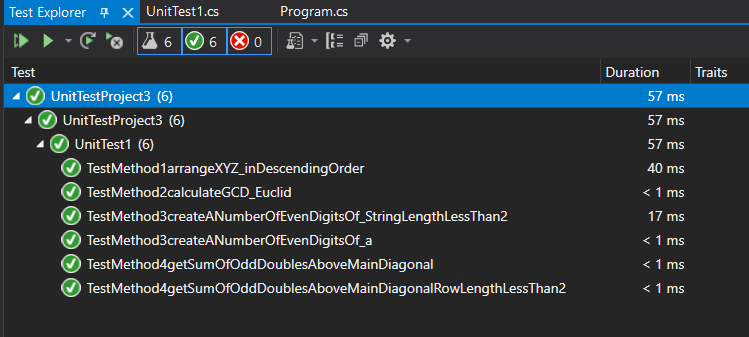 Test Explorer UnitTest1.cs Program.cs
6 6 0
Test Duration Traits
UnitTestProject3 (6) 57 ms
UnitTestProject3 (6) 57 ms
UnitTest1 (6) 57 ms
TestMethod1arrangeXYZ_inDescendingOrder 40 ms
TestMethod2calculateGCD_Euclid < 1 ms
TestMethod3createANumberOfEvenDigitsOf_StringLengthLessThan2 17 ms
TestMethod3createANumberOfEvenDigitsOf_a < 1 ms
TestMethod4getSumOfOddDoublesAboveMainDiagonal < 1 ms
TestMethod4getSumOfOddDoublesAboveMainDiagonalRowLengthLessThan2 < 1 ms